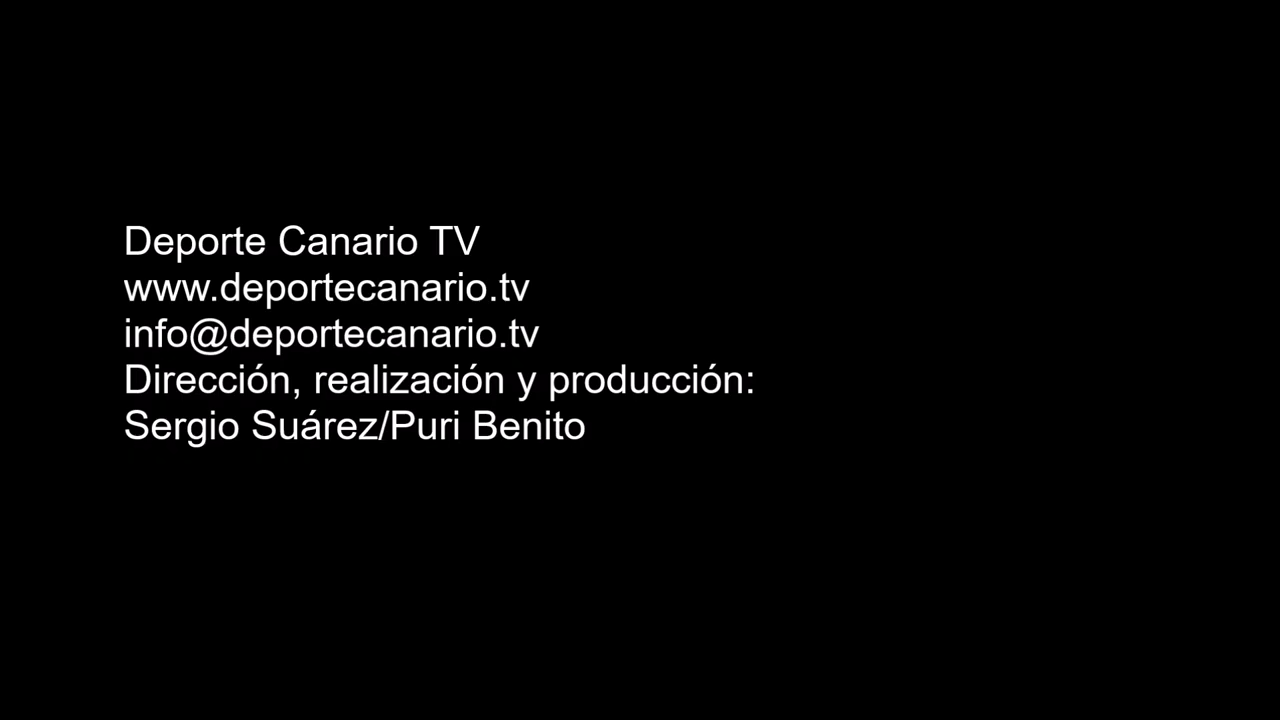 Deporte Canario TV
www.deportecanario.tv
info@deportecanario.tv
Dirección, realización y producción:
Sergio Suárez/Puri Benito